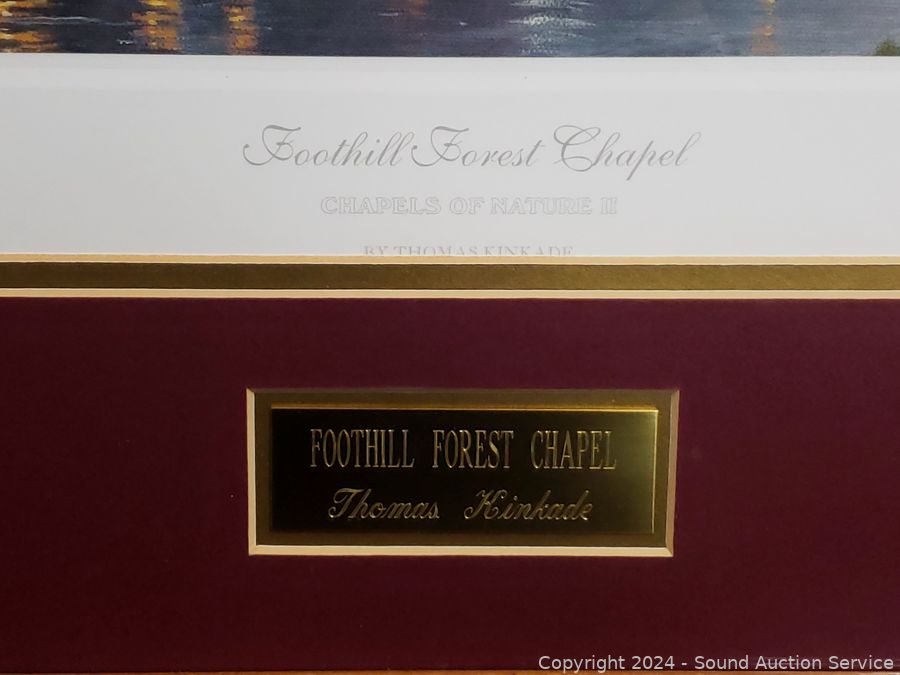 Foothill Forest Chapel
CHAPELS OF NATURE II
BY THOMAS KINKADE
FOOTHILL FOREST CHAPEL
Thomas Kinkade
Copyright 2024 - Sound Auction Service